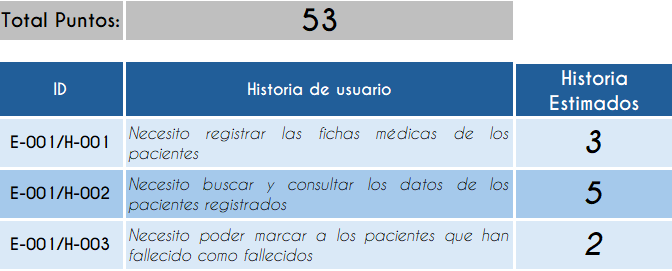 Total Puntos: 53
ID Historia de usuario Historia Estimados
E-001/H-001 Necesito registrar las fichas médicas de los pacientes 3
E-001/H-002 Necesito buscar y consultar los datos de los pacientes registrados 5
E-001/H-003 Necesito poder marcar a los pacientes que han fallecido como fallecidos 2